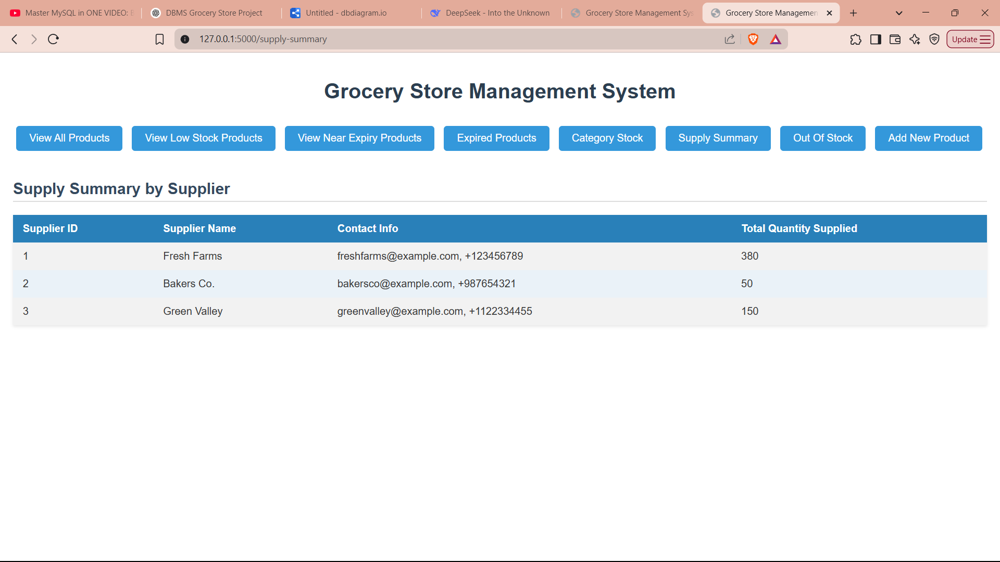 Master MySQL in ONE VIDEO: B
DBMS Grocery Store Project
Untitled - dbdiagram.io
DeepSeek - Into the Unknown
Grocery Store Management Sys
Grocery Store Managemen
127.0.0.1:5000/supply-summary
Update
Grocery Store Management System
View All Products
View Low Stock Products
View Near Expiry Products
Expired Products
Category Stock
Supply Summary
Out Of Stock
Add New Product
Supply Summary by Supplier
Supplier ID Supplier Name Contact Info Total Quantity Supplied
1 Fresh Farms freshfarms@example.com, +123456789 380
2 Bakers Co. bakersco@example.com, +987654321 50
3 Green Valley greenvalley@example.com, +1122334455 150